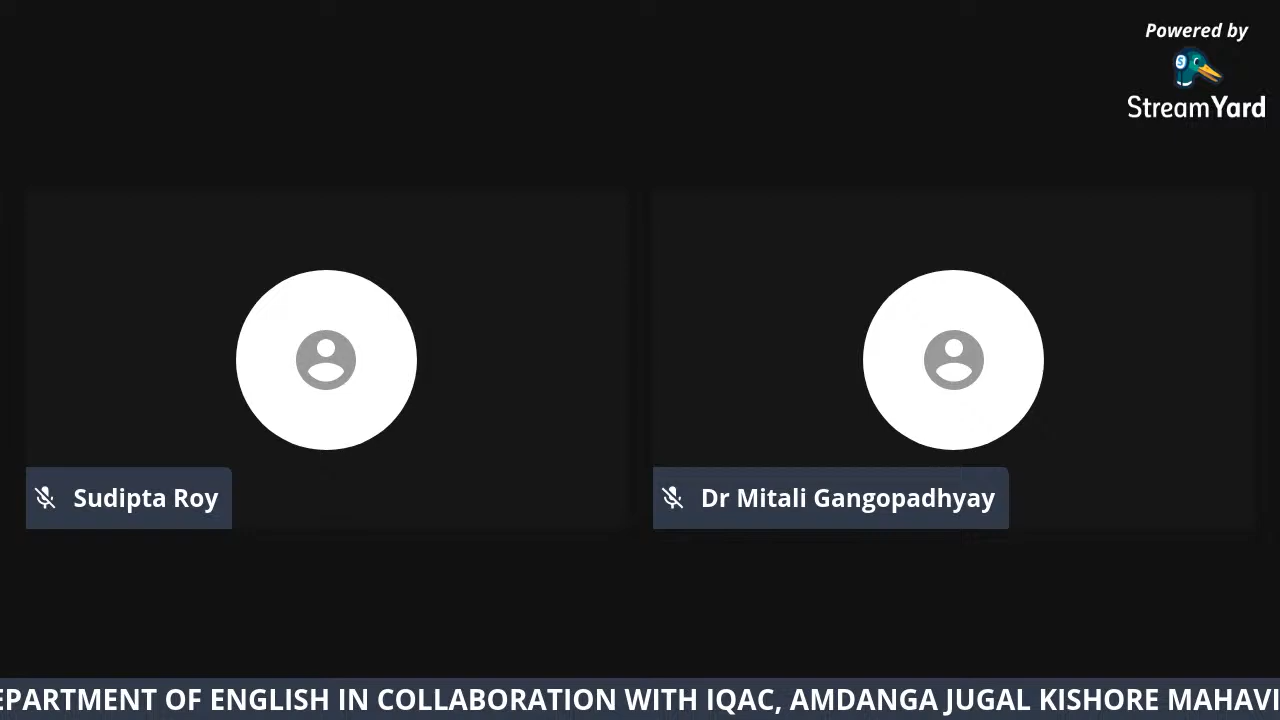 Powered by
S
StreamYard
Sudipta Roy
Dr Mitali Gangopadhyay
EPARTMENT OF ENGLISH IN COLLABORATION WITH IQAC, AMDANGA JUGAL KISHORE MAHAVI